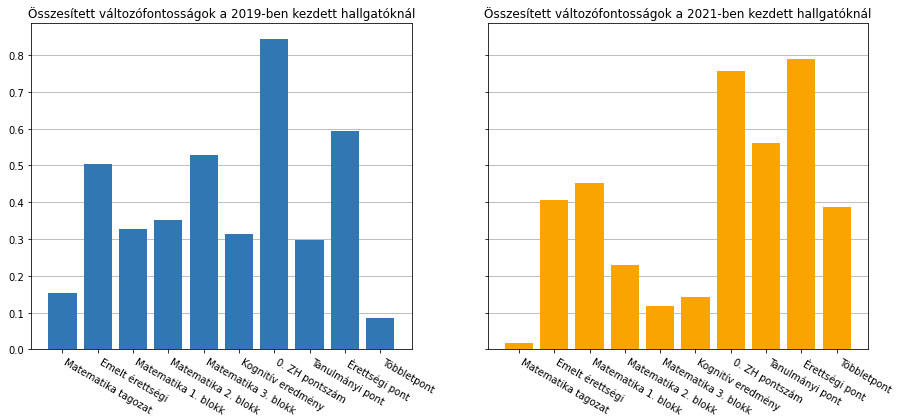 Összesített változófontosságok a 2019-ben kezdett hallgatóknál
Összesített változófontosságok a 2021-ben kezdett hallgatóknál
0.8
0.7
0.6
0.5
0.4
0.3
0.2
0.1
0.0
Matematika tagozat
Emelt érettségi
Matematika 1. blokk
Matematika 2. blokk
Matematika 3. blokk
Kognitív eredmény
0. ZH pontszám
Tanulmányi pont
Érettségi pont
Többletpont
Matematika tagozat
Emelt érettségi
Matematika 1. blokk
Matematika 2. blokk
Matematika 3. blokk
Kognitív eredmény
0. ZH pontszám
Tanulmányi pont
Érettségi pont
Többletpont